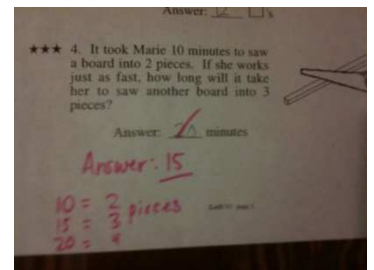 Answer: 12 □'s
★★★ 4. It took Marie 10 minutes to saw
a board into 2 pieces. If she works
just as fast, how long will it take
her to saw another board into 3
pieces?
Answer: 20 minutes
Answer: 15
10 = 2
15 = 3 pieces
20 = 4